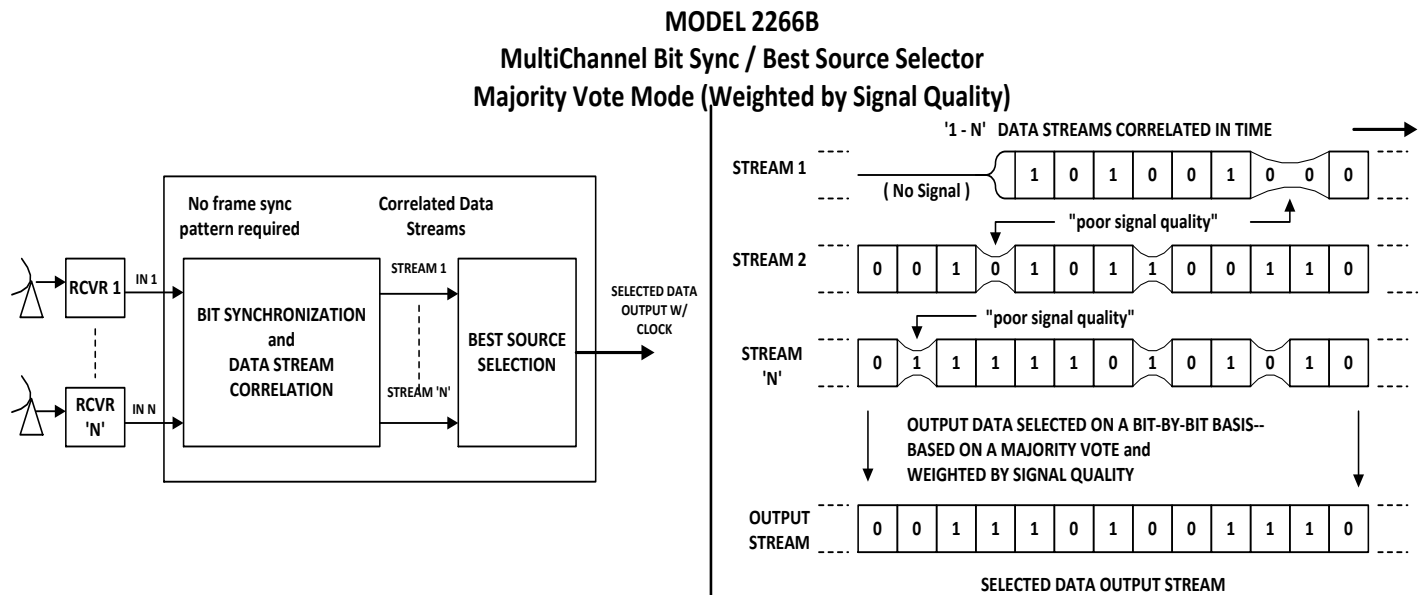 MODEL 2266B
MultiChannel Bit Sync / Best Source Selector
Majority Vote Mode (Weighted by Signal Quality)
No frame sync
pattern required
Correlated Data
Streams
RCVR 1
IN 1
BIT SYNCHRONIZATION
and
DATA STREAM
CORRELATION
STREAM 1
STREAM 'N'
BEST SOURCE
SELECTION
SELECTED DATA
OUTPUT W/
CLOCK
RCVR
'N'
IN N
'1 - N' DATA STREAMS CORRELATED IN TIME
STREAM 1
( No Signal )
1 0 1 0 0 1 0 0 0
"poor signal quality"
STREAM 2
0 0 1 0 1 0 1 1 0 0 1 1 0
"poor signal quality"
STREAM
'N'
0 1 1 1 1 1 0 1 0 1 0 1 0
OUTPUT DATA SELECTED ON A BIT-BY-BIT BASIS--
BASED ON A MAJORITY VOTE and
WEIGHTED BY SIGNAL QUALITY
OUTPUT
STREAM
0 0 1 1 1 0 1 0 0 1 1 1 0
SELECTED DATA OUTPUT STREAM